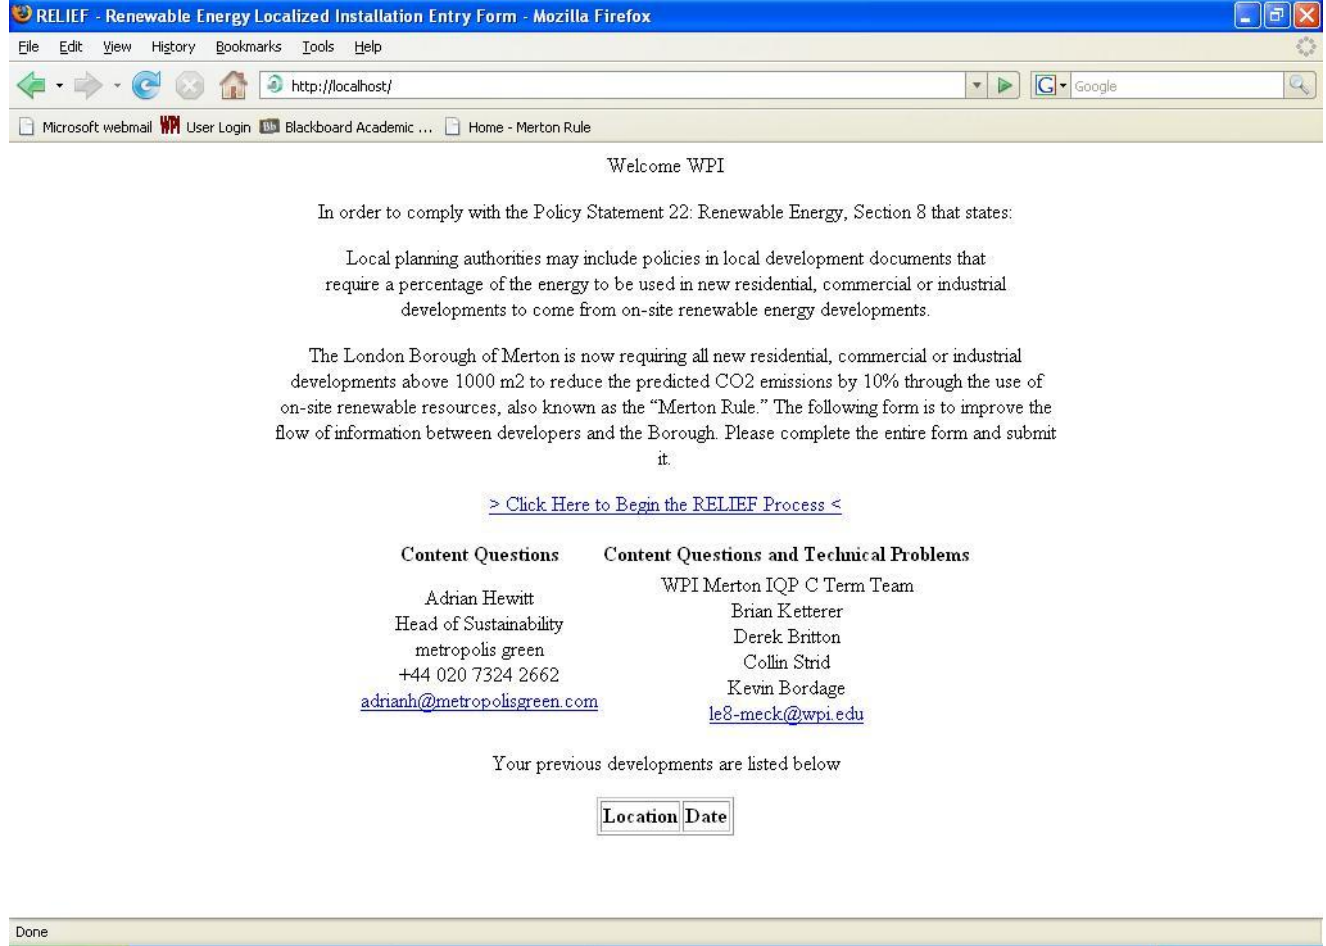 RELIEF - Renewable Energy Localized Installation Entry Form - Mozilla Firefox
File Edit View History Bookmarks Tools Help
http://localhost/
G Google
Microsoft webmail WPI User Login Bb Blackboard Academic ... Home - Merton Rule
Welcome WPI
In order to comply with the Policy Statement 22: Renewable Energy, Section 8 that states:
Local planning authorities may include policies in local development documents that
require a percentage of the energy to be used in new residential, commercial or industrial
developments to come from on-site renewable energy developments.
The London Borough of Merton is now requiring all new residential, commercial or industrial
developments above 1000 m2 to reduce the predicted CO2 emissions by 10% through the use of
on-site renewable resources, also known as the “Merton Rule.” The following form is to improve the
flow of information between developers and the Borough. Please complete the entire form and submit
it.
> Click Here to Begin the RELIEF Process <
Content Questions
Adrian Hewitt
Head of Sustainability
metropolis green
+44 020 7324 2662
adrianh@metropolisgreen.com
Content Questions and Technical Problems
WPI Merton IQP C Term Team
Brian Ketterer
Derek Britton
Collin Strid
Kevin Bordage
le8-meck@wpi.edu
Your previous developments are listed below
Location Date
Done